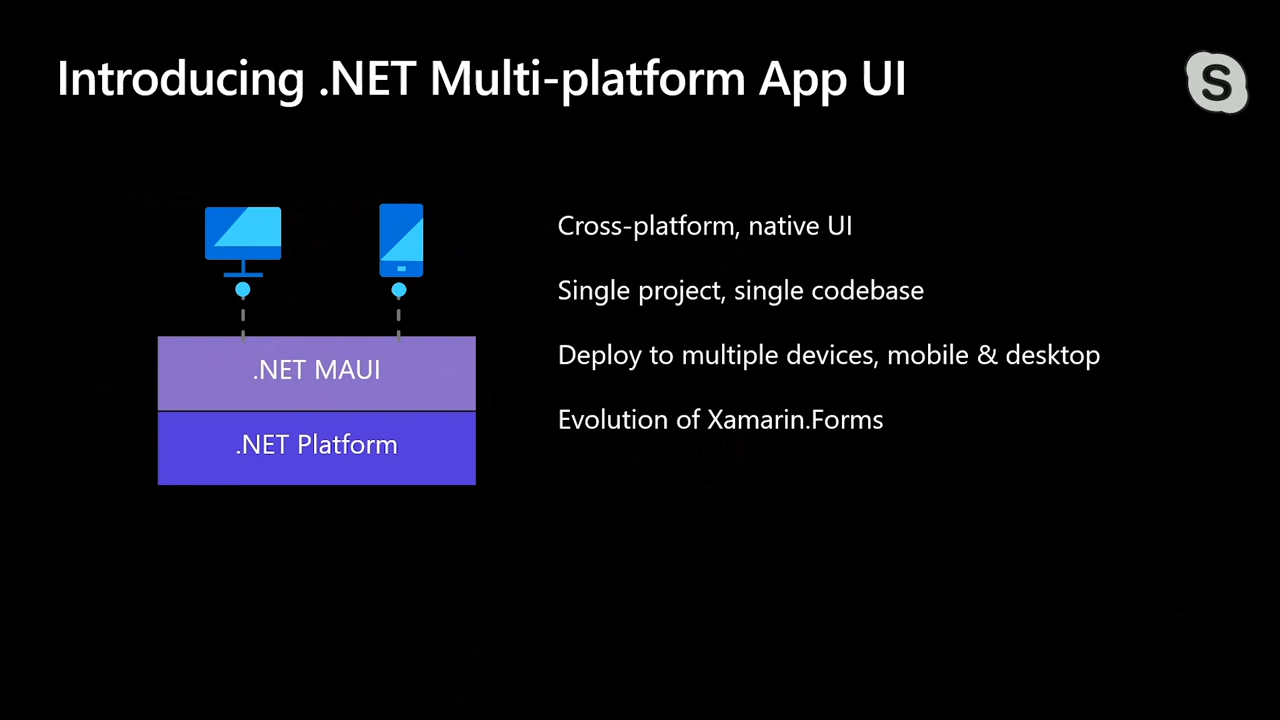 Introducing .NET Multi-platform App UI
S
.NET MAUI
.NET Platform
Cross-platform, native UI
Single project, single codebase
Deploy to multiple devices, mobile & desktop
Evolution of Xamarin.Forms